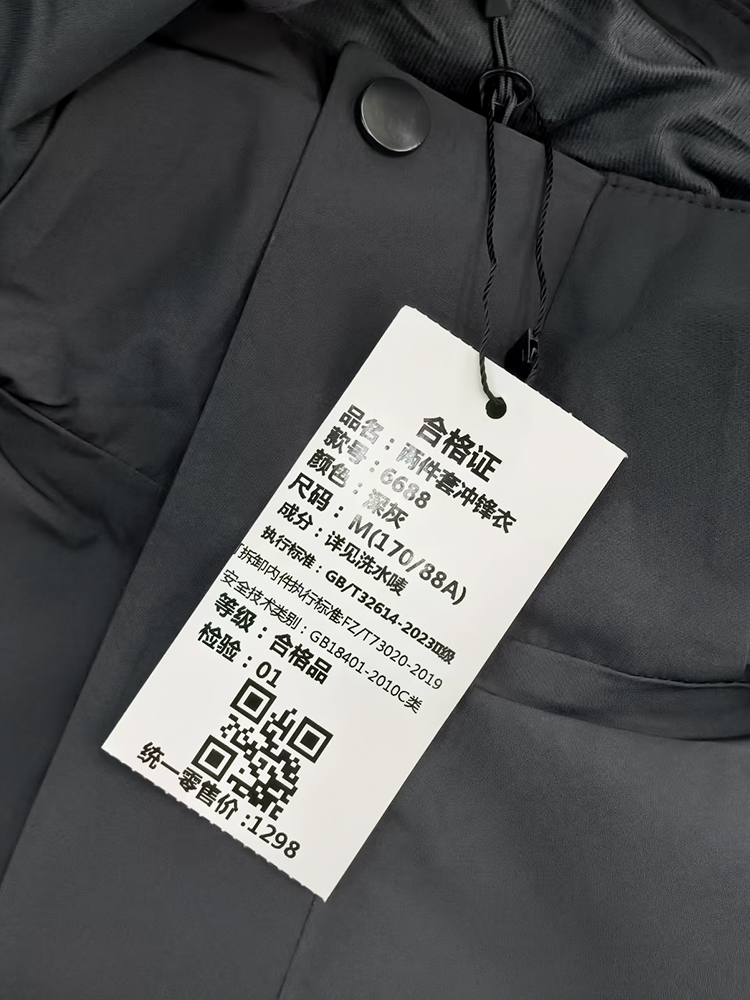 合格证
品名：两件套冲锋衣
款号：6688
颜色：深灰
尺码：M(170/88A)
成分：详见洗水唛
执行标准：GB/T32614-2023II级
可拆卸内件执行标准:FZ/T73020-2019
安全技术类别：GB18401-2010C类
等级：合格品
检验：01
统一零售价:1298